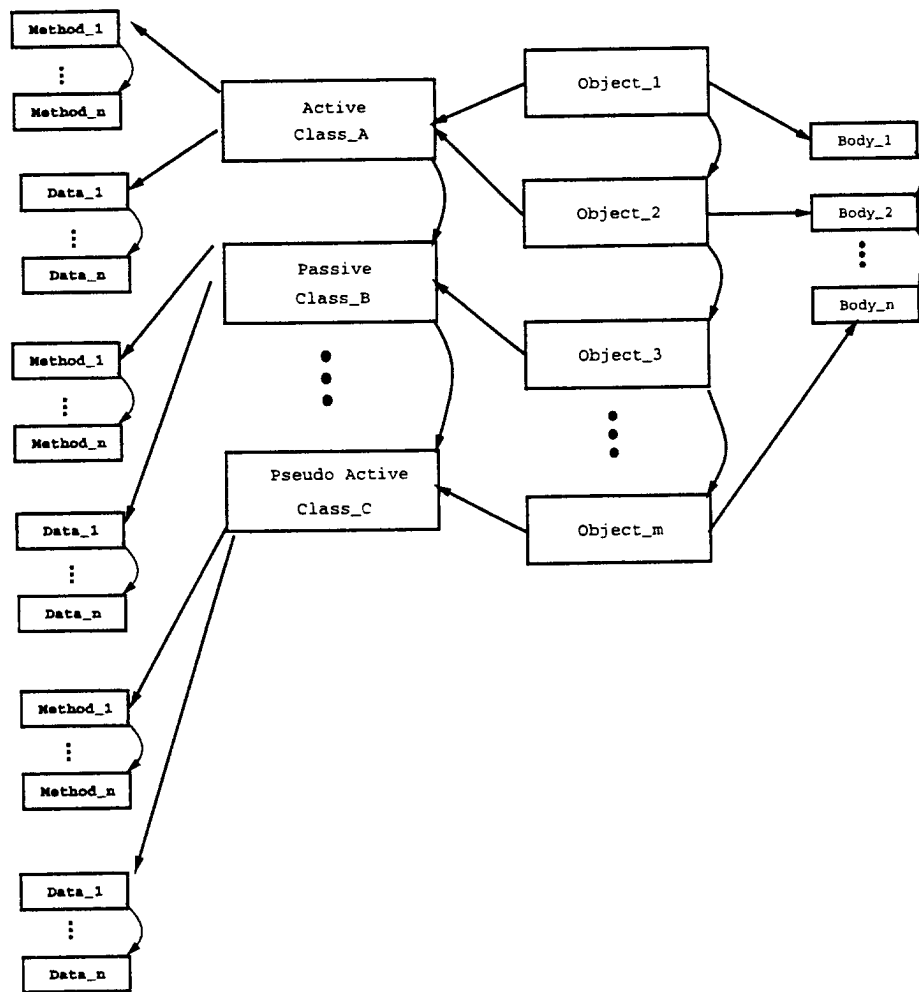 Method_1
Method_n
Data_1
Data_n
Method_1
Method_n
Data_1
Data_n
Method_1
Method_n
Data_1
Data_n
Active
Class_A
Passive
Class_B
Pseudo Active
Class_C
Object_1
Object_2
Object_3
Object_m
Body_1
Body_2
Body_n